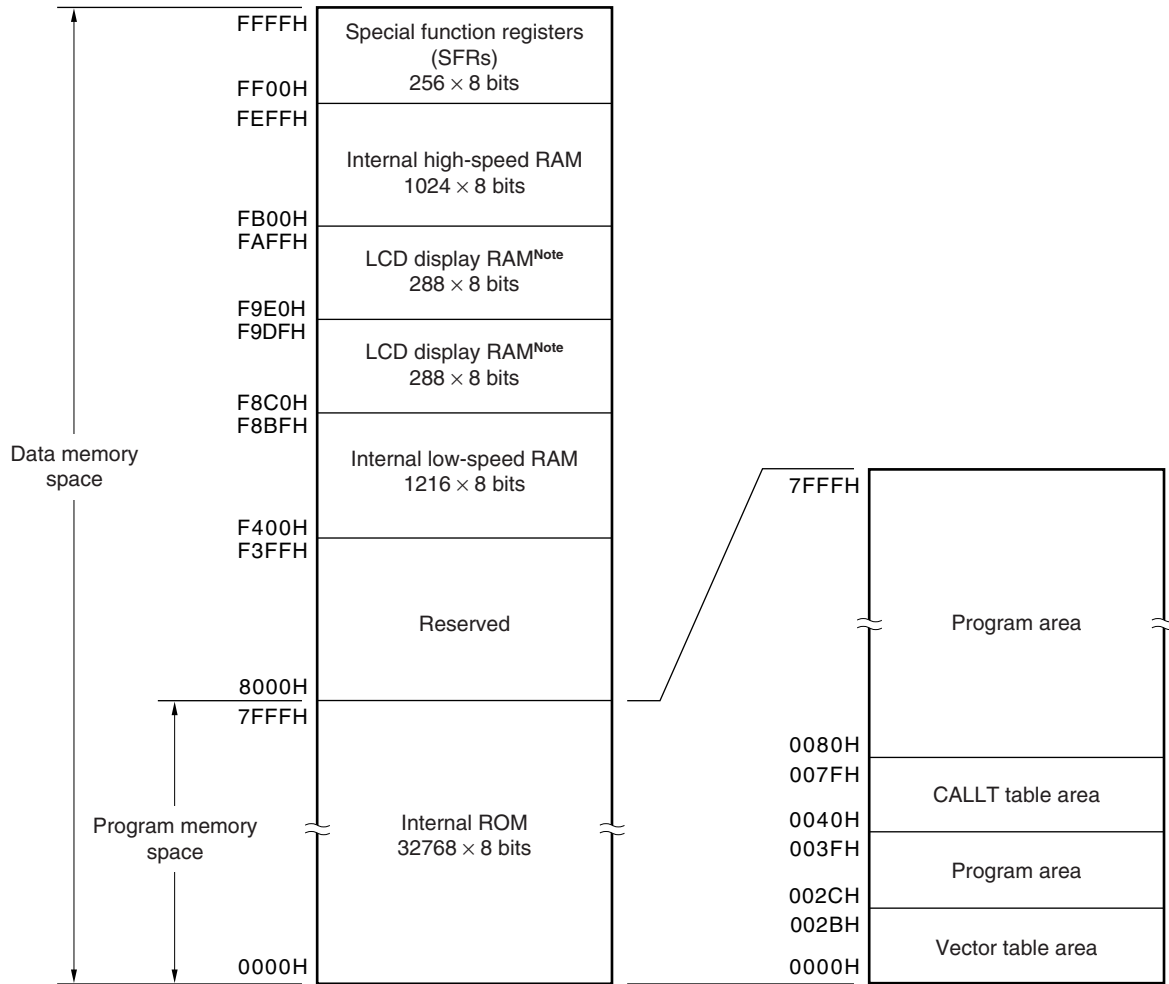 FFFFH
Special function registers
(SFRs)
256 × 8 bits
FF00H
FEFFH
Internal high-speed RAM
1024 × 8 bits
FB00H
FAFFH
LCD display RAMNote
288 × 8 bits
F9E0H
F9DFH
LCD display RAMNote
288 × 8 bits
F8C0H
F8BFH
Data memory
space
Internal low-speed RAM
1216 × 8 bits
F400H
F3FFH
Reserved
8000H
7FFFH
Program memory
space
Internal ROM
32768 × 8 bits
0000H
7FFFH
Program area
0080H
007FH
CALLT table area
0040H
003FH
Program area
002CH
002BH
Vector table area
0000H